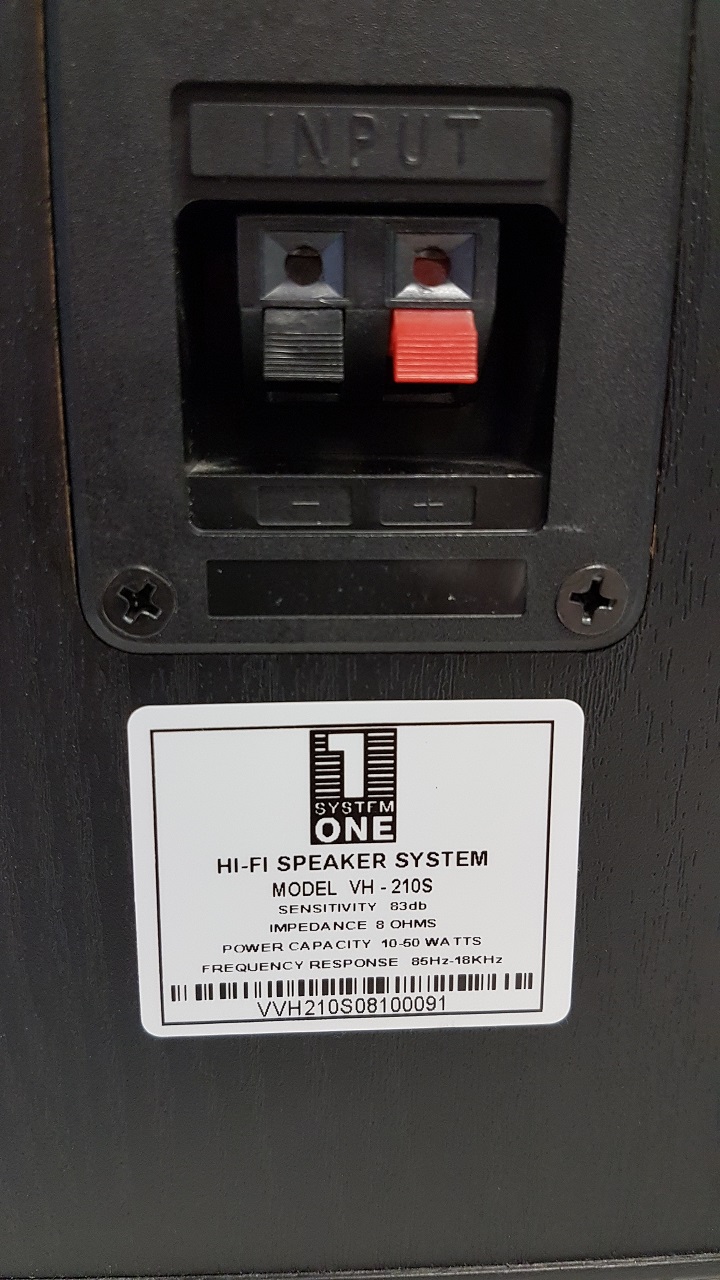 INPUT
- +
1
SYSTEM
ONE
HI-FI SPEAKER SYSTEM
MODEL VH - 210S
SENSITIVITY 83db
IMPEDANCE 8 OHMS
POWER CAPACITY 10-50 WATTS
FREQUENCY RESPONSE 85Hz-18KHz
VVH210S08100091